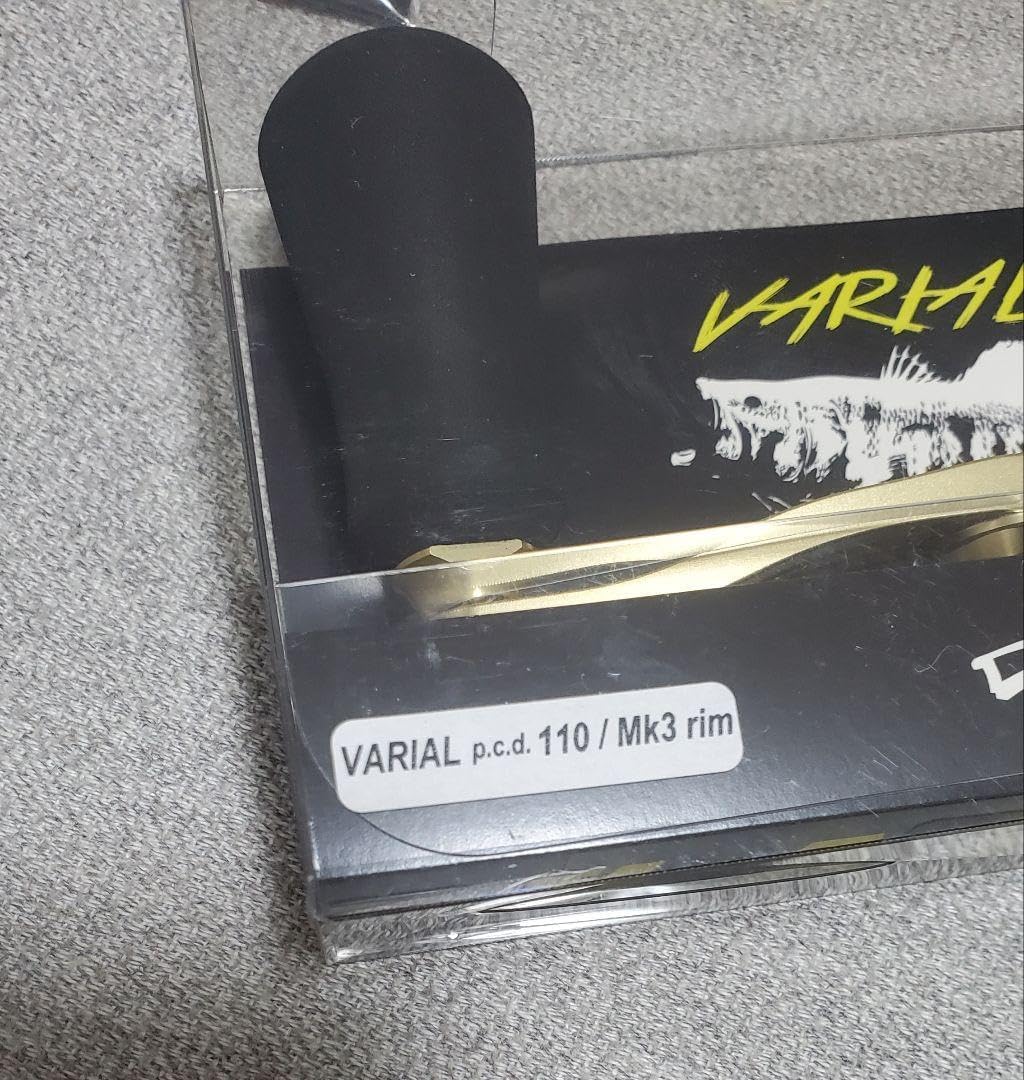 VARIAL
VARIAL p.c.d. 110 / Mk3 rim